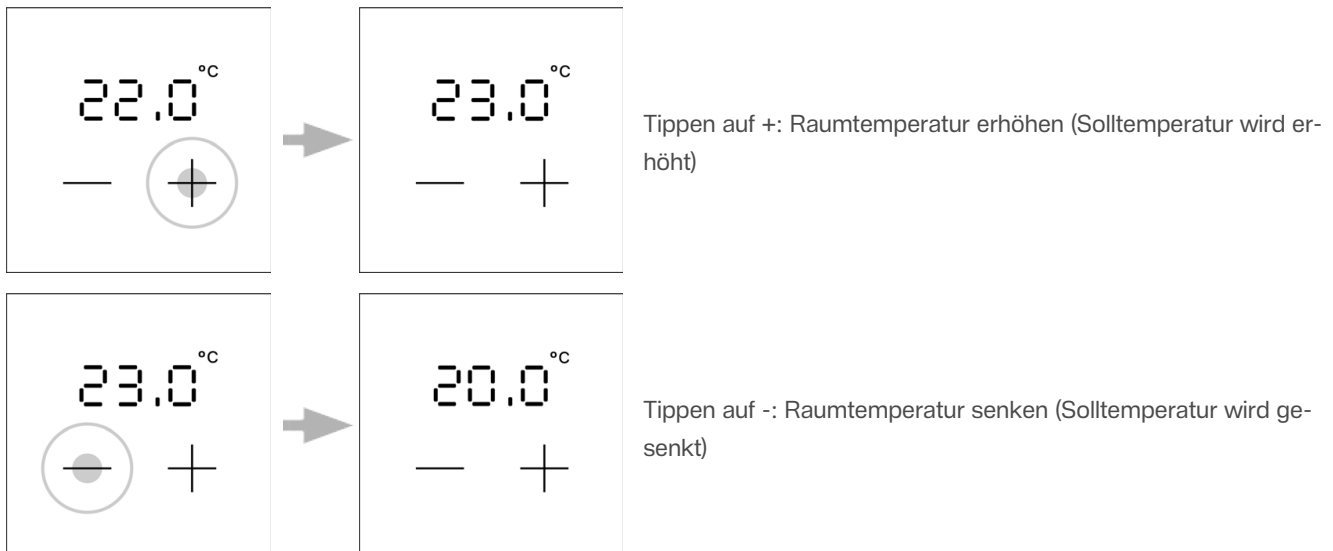 22.0 °C
23.0 °C
Tippen auf +: Raumtemperatur erhöhen (Solltemperatur wird er-
höht)
— +
— +
23.0 °C
20.0 °C
Tippen auf -: Raumtemperatur senken (Solltemperatur wird ge-
senkt)
— +
— +